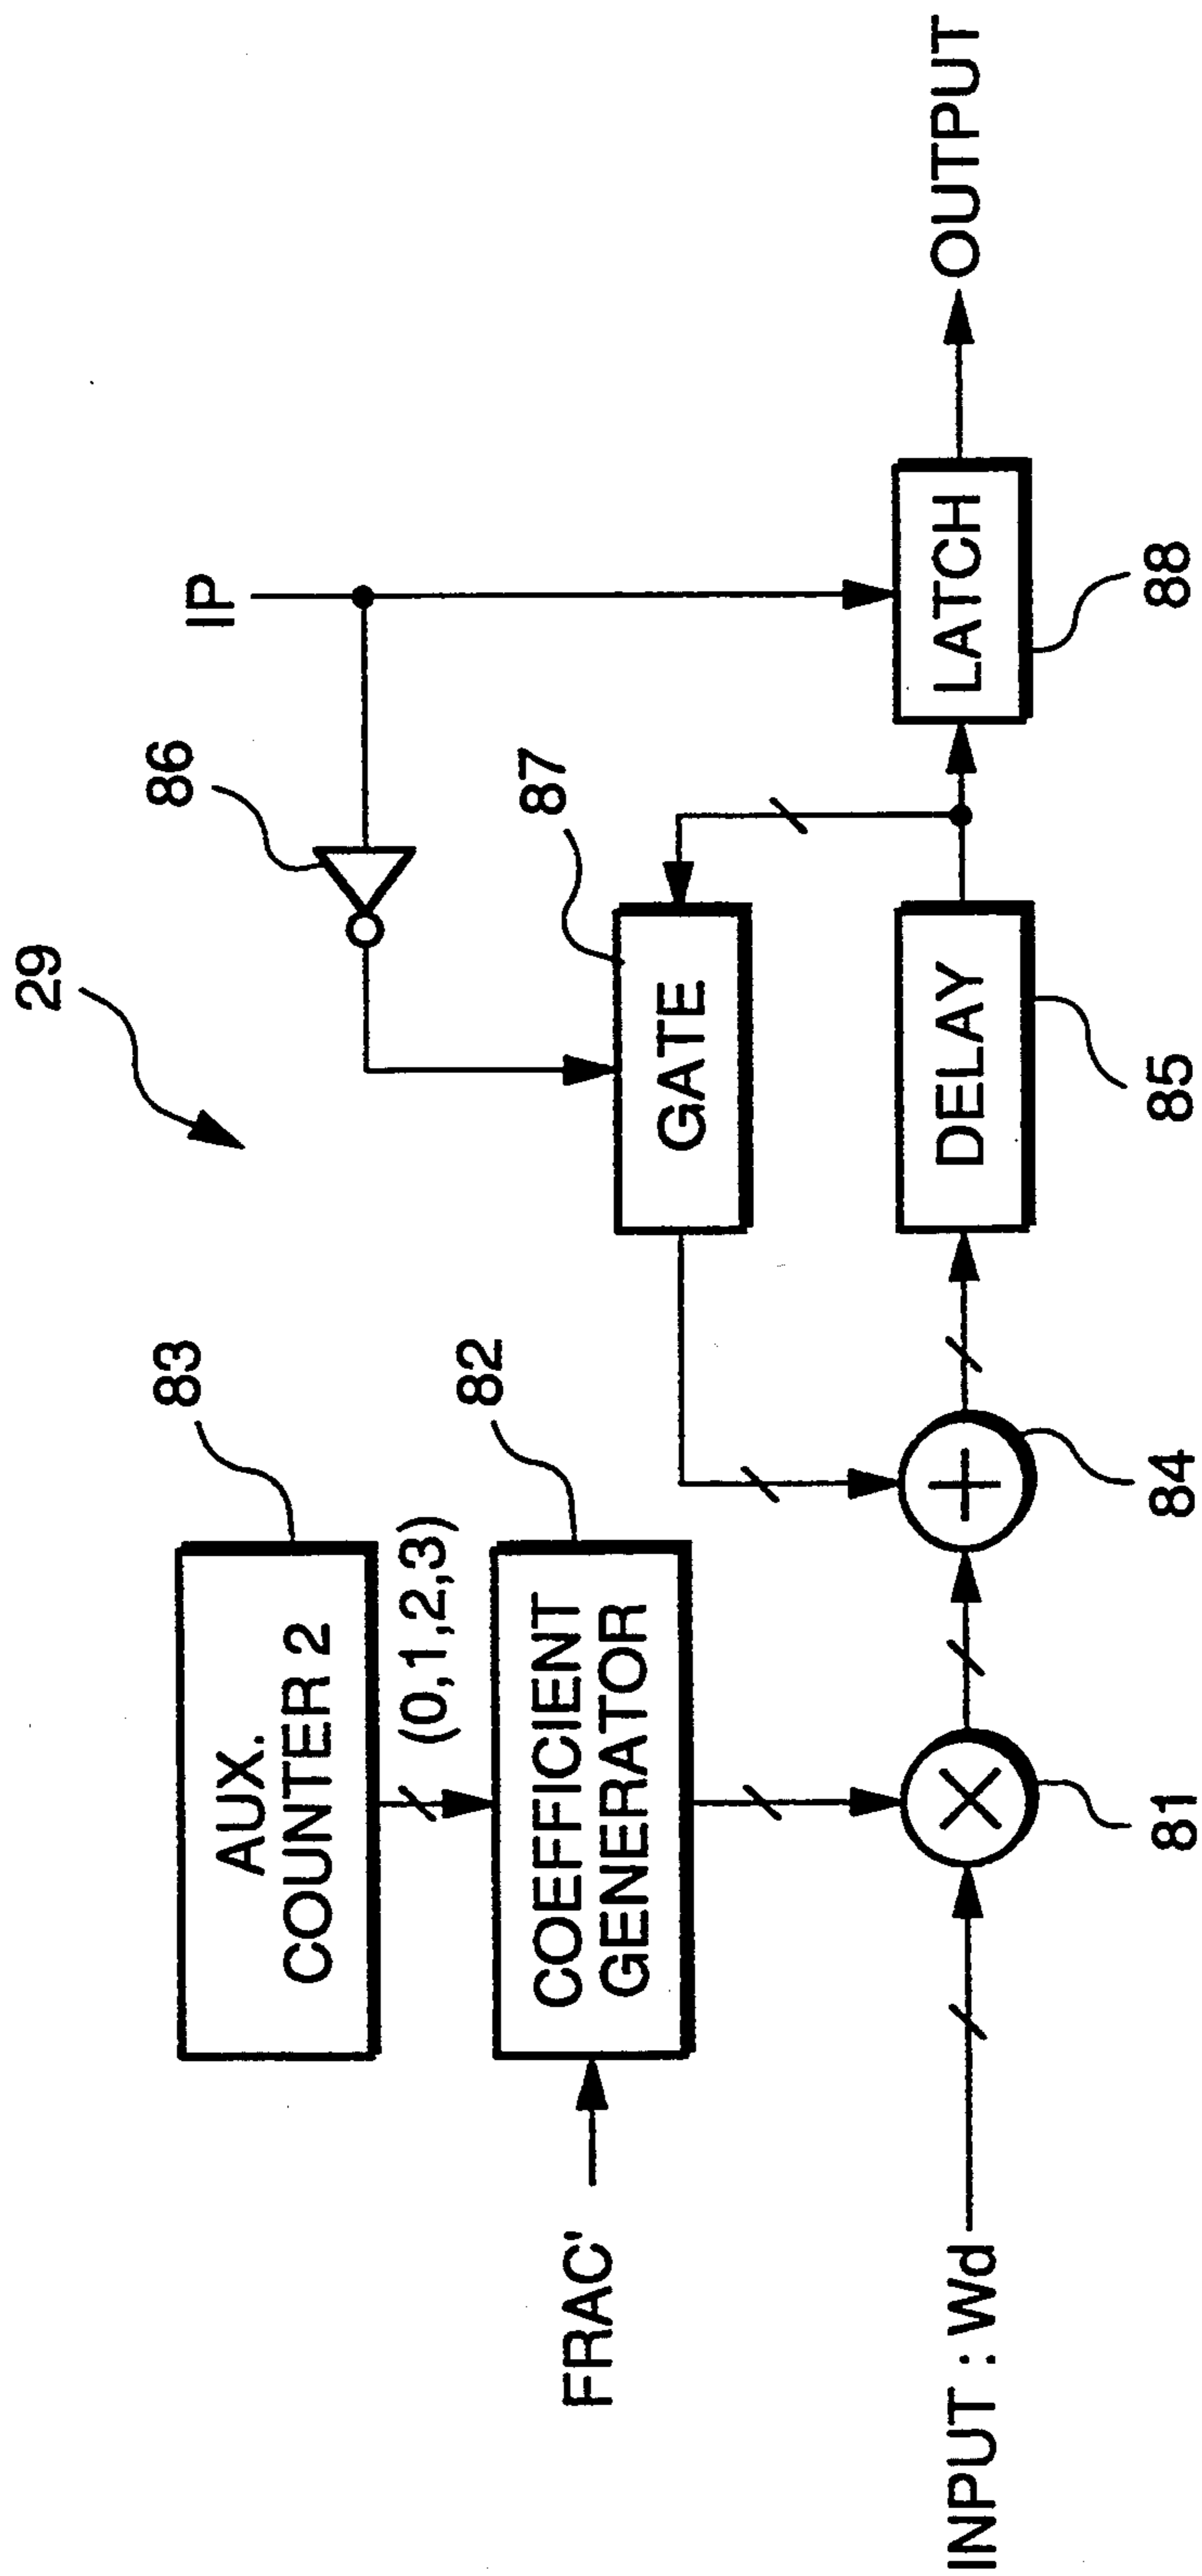 29
83
AUX.
COUNTER 2
(0,1,2,3)
82
COEFFICIENT
GENERATOR
FRAC'
86
IP
87
GATE
INPUT : Wd
81
84
DELAY
85
LATCH
88
OUTPUT